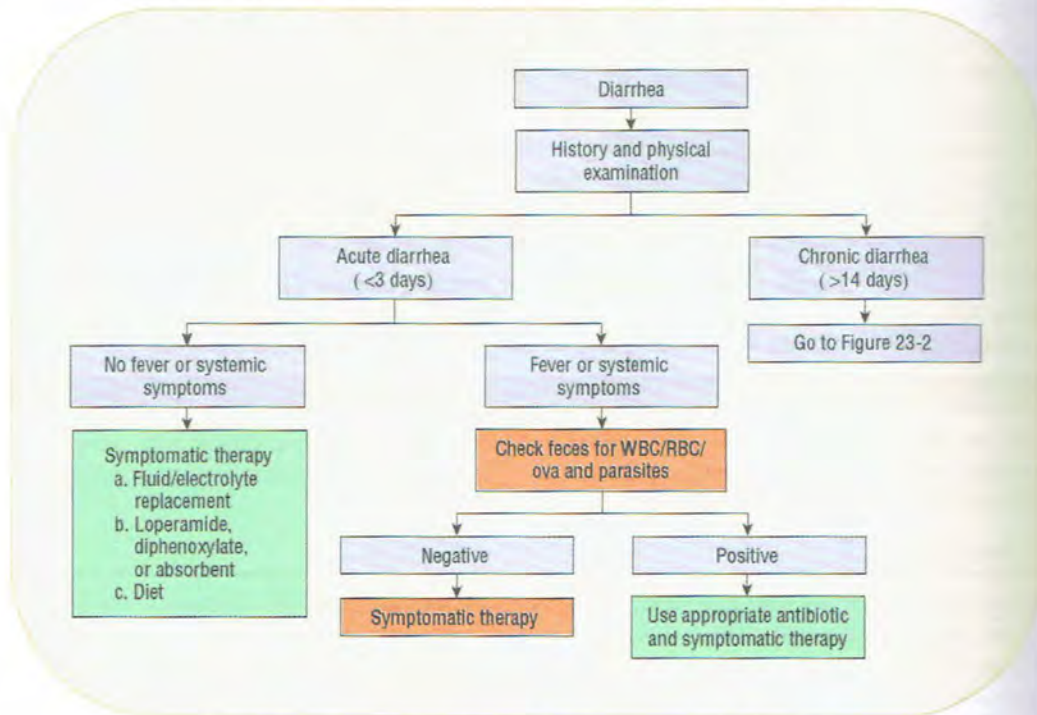 Diarrhea
History and physical
examination
Acute diarrhea
( <3 days)
Chronic diarrhea
( >14 days)
No fever or systemic
symptoms
Fever or systemic
symptoms
Go to Figure 23-2
Symptomatic therapy
a. Fluid/electrolyte
replacement
b. Loperamide,
diphenoxylate,
or absorbent
c. Diet
Check feces for WBC/RBC/
ova and parasites
Negative
Positive
Symptomatic therapy
Use appropriate antibiotic
and symptomatic therapy